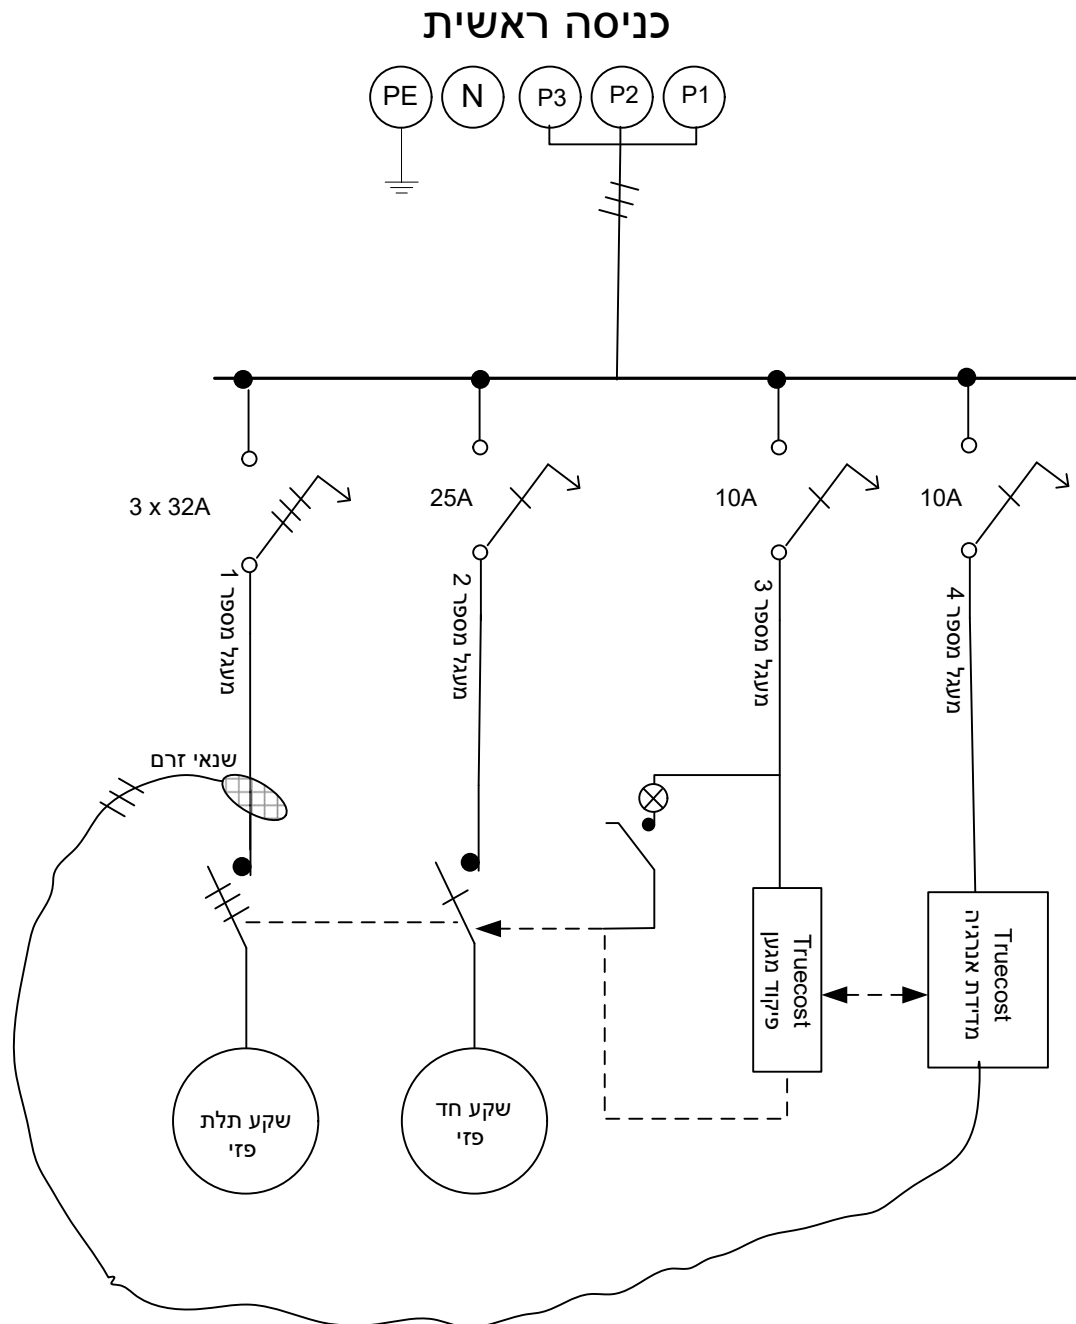 כניסה ראשית
PE
N
P3
P2
P1
3 x 32A
25A
10A
10A
מעגל מספר 1
מעגל מספר 2
מעגל מספר 3
מעגל מספר 4
שנאי זרם
Truecost
פיקוד מגען
Truecost
מדידת אנרגיה
שקע תלת
פזי
שקע חד
פזי